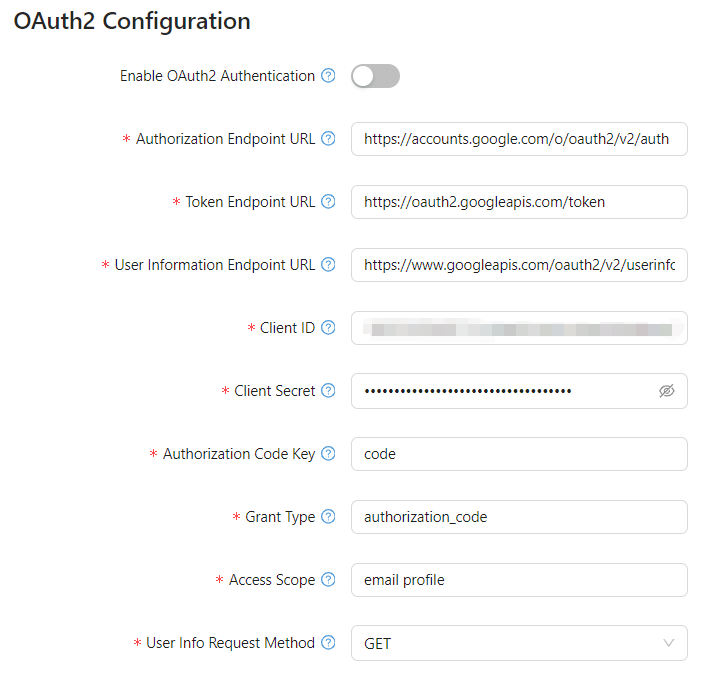 OAuth2 Configuration
Enable OAuth2 Authentication
* Authorization Endpoint URL https://accounts.google.com/o/oauth2/v2/auth
* Token Endpoint URL https://oauth2.googleapis.com/token
* User Information Endpoint URL https://www.googleapis.com/oauth2/v2/userinfo
* Client ID
* Client Secret ••••••••••••••••••••••••••••••••••••
* Authorization Code Key code
* Grant Type authorization_code
* Access Scope email profile
* User Info Request Method GET